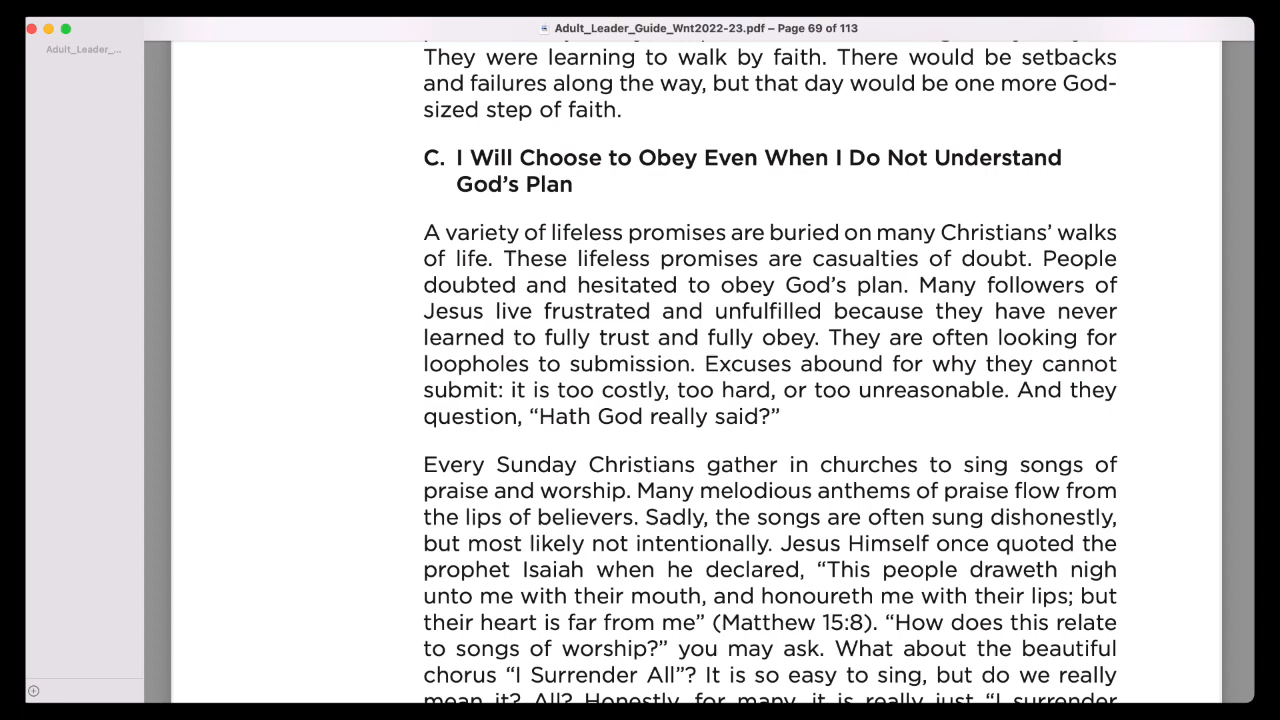 Adult_Leader_Guide_Wnt2022-23.pdf – Page 69 of 113
Adult_Leader_...
They were learning to walk by faith. There would be setbacks
and failures along the way, but that day would be one more God-
sized step of faith.
C. I Will Choose to Obey Even When I Do Not Understand
God’s Plan
A variety of lifeless promises are buried on many Christians’ walks
of life. These lifeless promises are casualties of doubt. People
doubted and hesitated to obey God’s plan. Many followers of
Jesus live frustrated and unfulfilled because they have never
learned to fully trust and fully obey. They are often looking for
loopholes to submission. Excuses abound for why they cannot
submit: it is too costly, too hard, or too unreasonable. And they
question, “Hath God really said?”
Every Sunday Christians gather in churches to sing songs of
praise and worship. Many melodious anthems of praise flow from
the lips of believers. Sadly, the songs are often sung dishonestly,
but most likely not intentionally. Jesus Himself once quoted the
prophet Isaiah when he declared, “This people draweth nigh
unto me with their mouth, and honoureth me with their lips; but
their heart is far from me” (Matthew 15:8). “How does this relate
to songs of worship?” you may ask. What about the beautiful
chorus “I Surrender All”? It is so easy to sing, but do we really
mean it? All? Honestly, for many, it is really just “I surrender